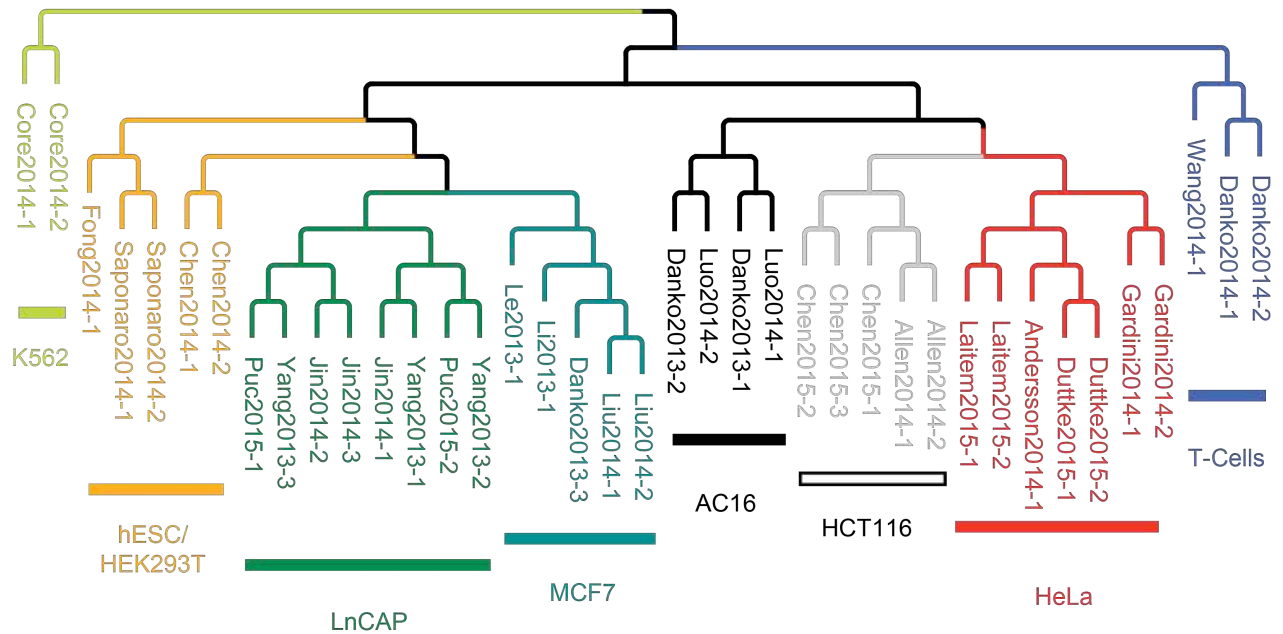 Core2014-1
Core2014-2
K562
Fong2014-1
Saponaro2014-1
Saponaro2014-2
Chen2014-1
Chen2014-2
hESC/
HEK293T
Puc2015-1
Yang2013-3
Jin2014-2
Jin2014-3
Jin2014-1
Yang2013-1
Puc2015-2
Yang2013-2
LnCAP
Le2013-1
Li2013-1
Danko2013-3
Liu2014-1
Liu2014-2
MCF7
Danko2013-2
Luo2014-2
Danko2013-1
Luo2014-1
AC16
Chen2015-2
Chen2015-3
Chen2015-1
Allen2014-1
Allen2014-2
HCT116
Laitem2015-1
Laitem2015-2
Andersson2014-1
Duttke2015-1
Duttke2015-2
Gardini2014-1
Gardini2014-2
HeLa
Wang2014-1
Danko2014-1
Danko2014-2
T-Cells